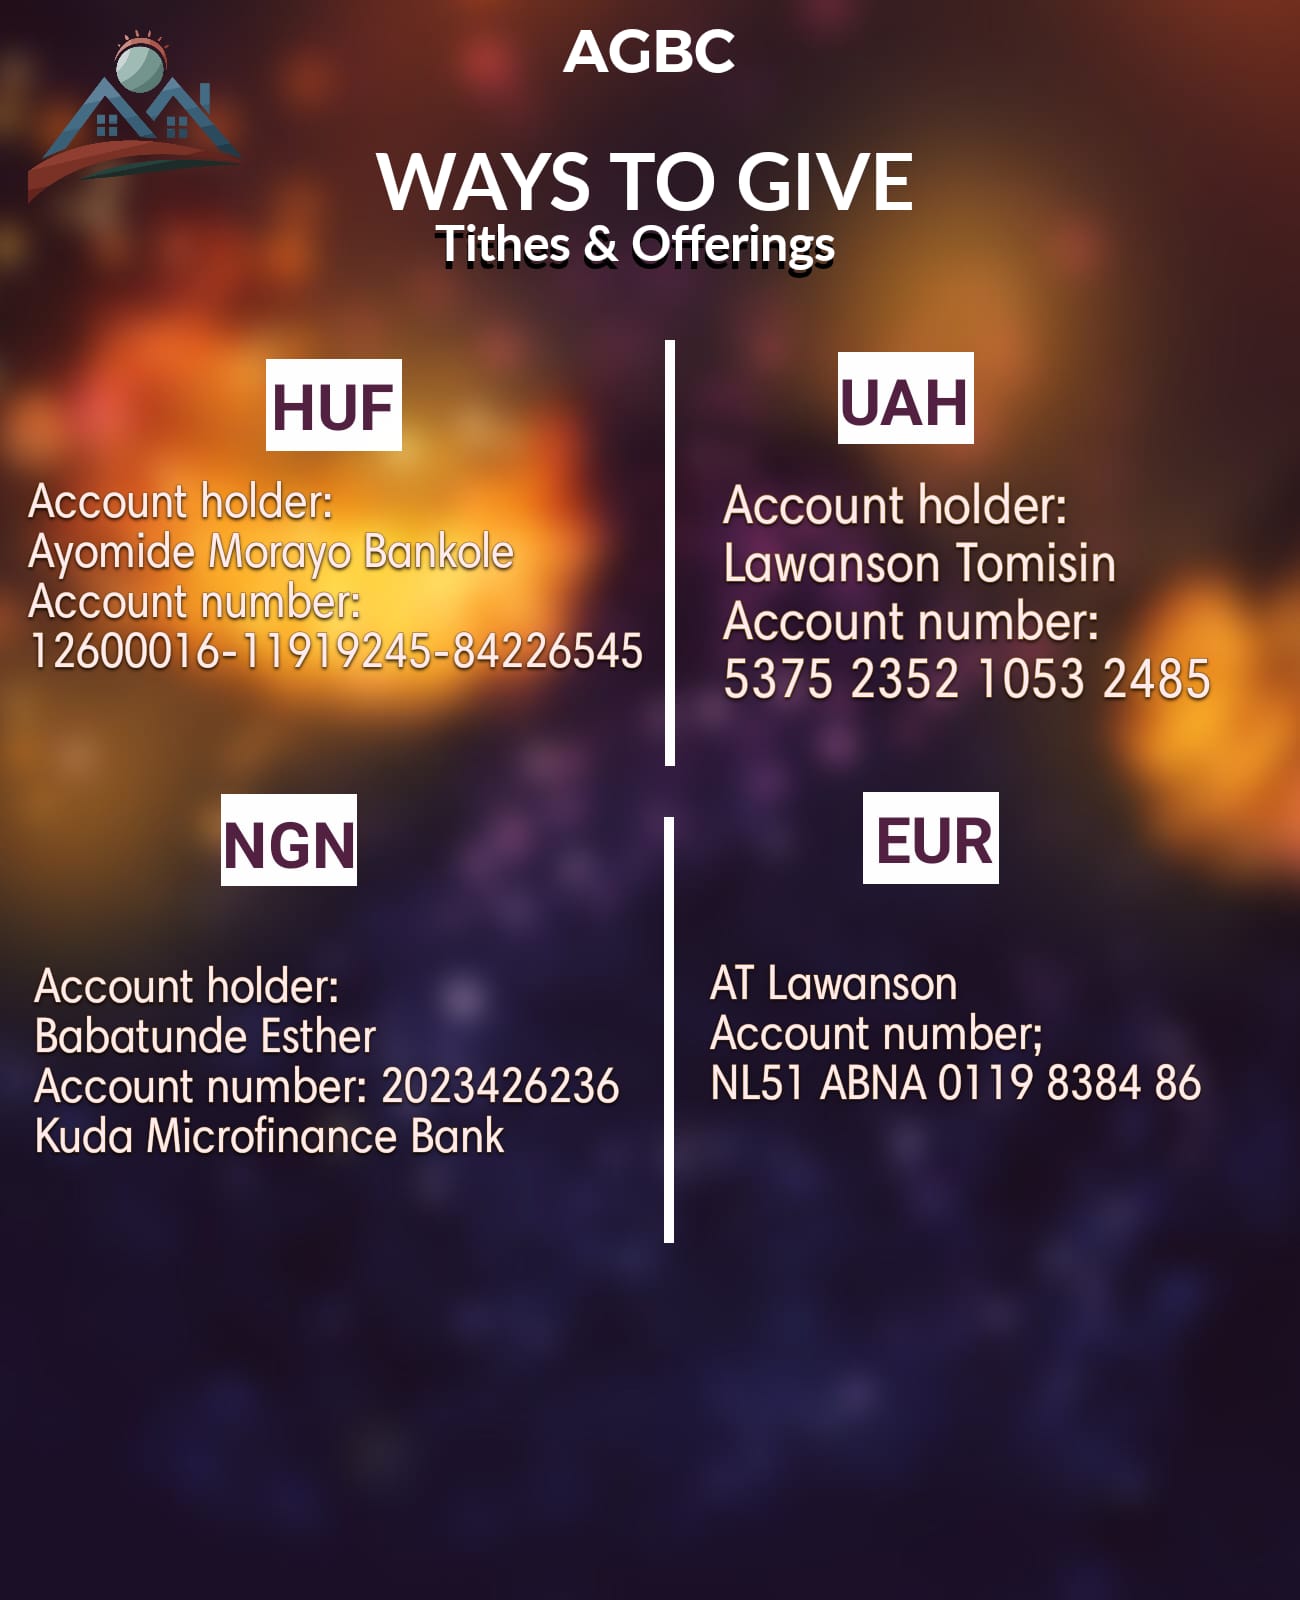 AGBC
WAYS TO GIVE
Tithes & Offerings
HUF
Account holder:
Ayomide Morayo Bankole
Account number:
12600016-11919245-84226545
UAH
Account holder:
Lawanson Tomisin
Account number:
5375 2352 1053 2485
NGN
Account holder:
Babatunde Esther
Account number: 2023426236
Kuda Microfinance Bank
EUR
AT Lawanson
Account number;
NL51 ABNA 0119 8384 86